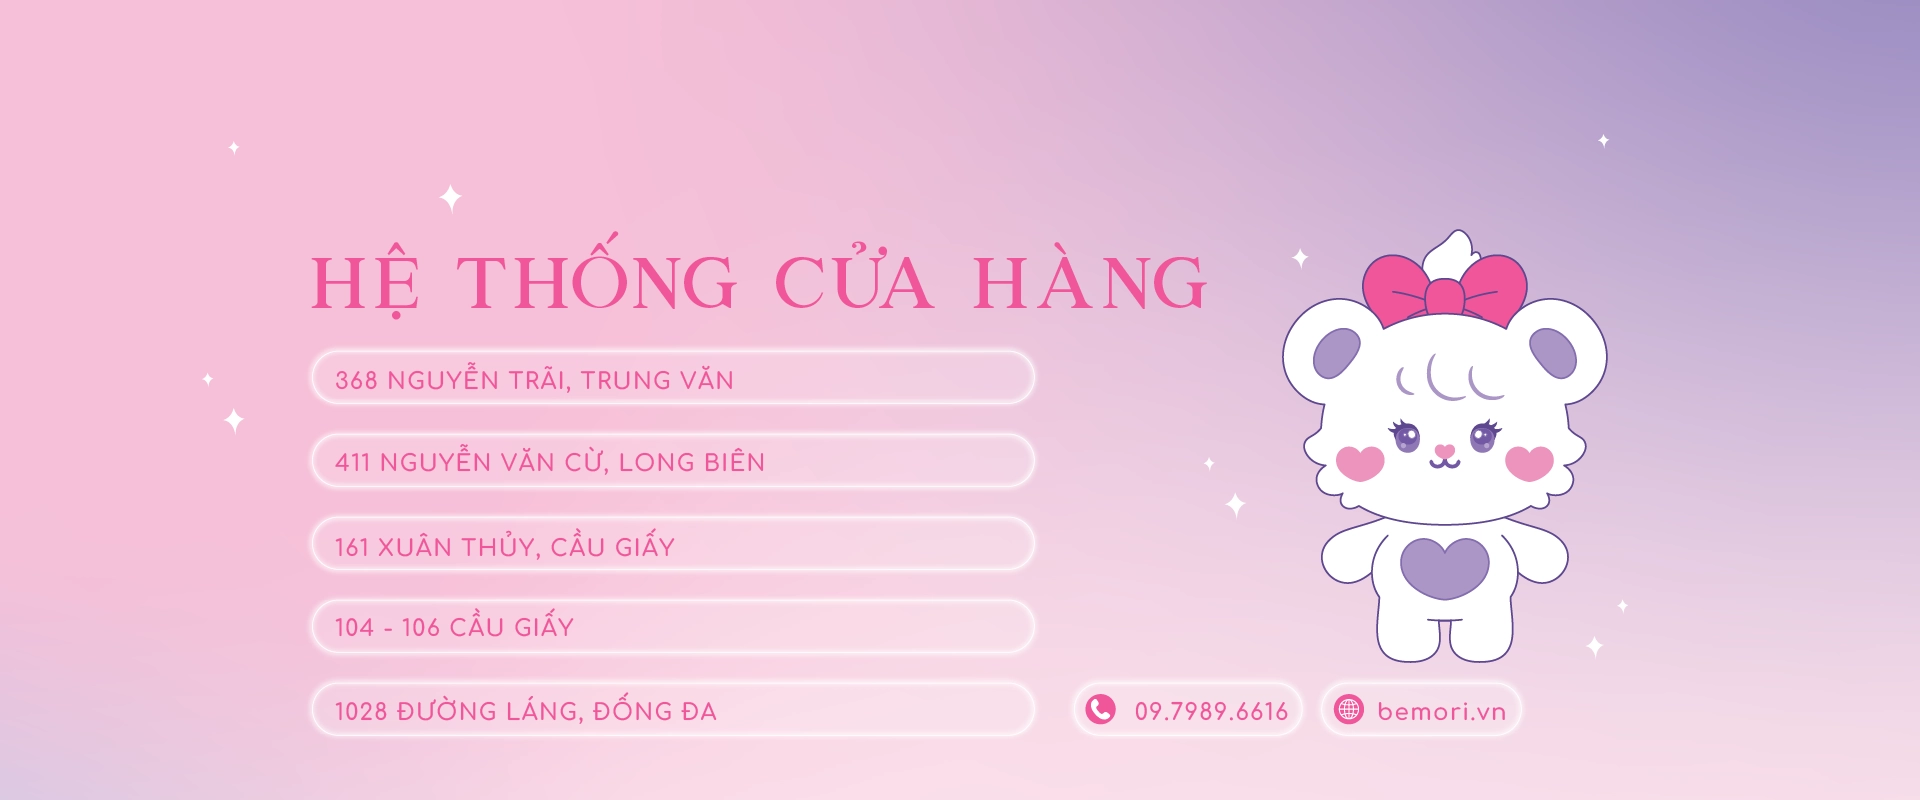 HỆ THỐNG CỬA HÀNG
368 NGUYỄN TRÃI, TRUNG VĂN
411 NGUYỄN VĂN CỪ, LONG BIÊN
161 XUÂN THỦY, CẦU GIẤY
104 - 106 CẦU GIẤY
1028 ĐƯỜNG LÁNG, ĐỐNG ĐA
09.7989.6616
bemori.vn